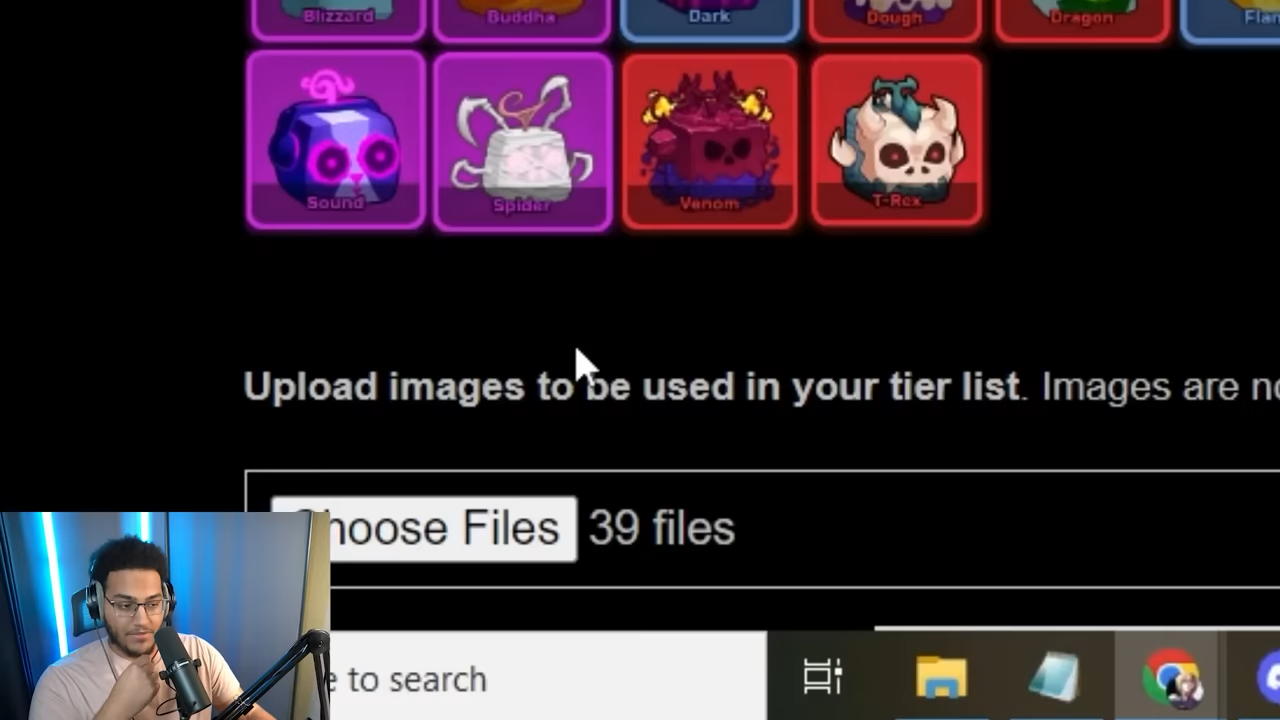 Blizzard Buddha Dark Dough Dragon
Sound Spider Venom T-Rex
Upload images to be used in your tier list. Images are
Choose Files 39 files
to search